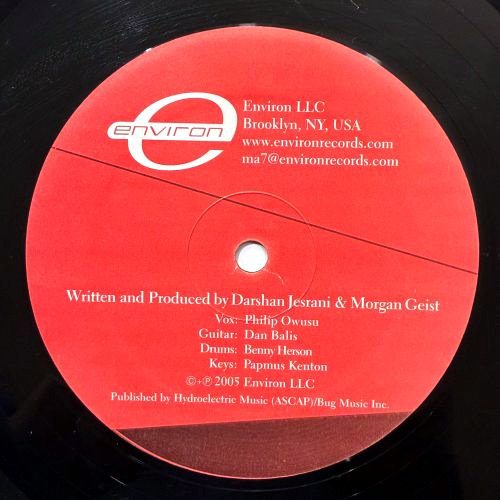 environ
Environ LLC
Brooklyn, NY, USA
www.environrecords.com
ma7@environrecords.com
Written and Produced by Darshan Jesrani & Morgan Geist
Vox: Philip Owusu
Guitar: Dan Balis
Drums: Benny Herson
Keys: Papmus Kenton
©+℗ 2005 Environ LLC
Published by Hydroelectric Music (ASCAP)/Bug Music Inc.